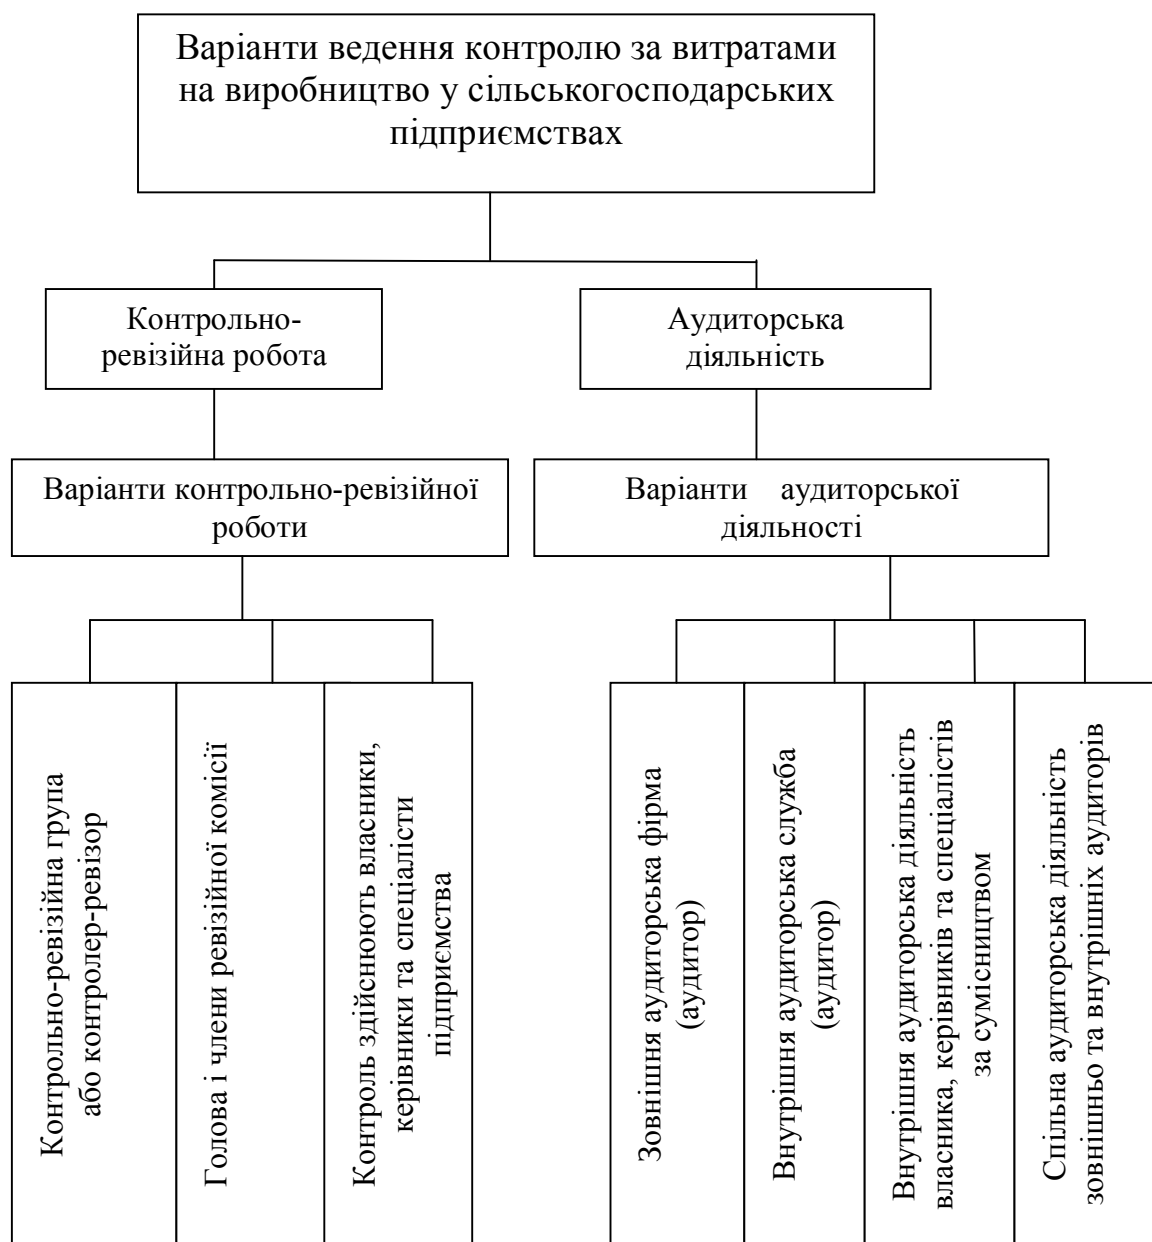 Варіанти ведення контролю за витратами
на виробництво у сільськогосподарських
підприємствах
Контрольно-
ревізійна робота
Аудиторська
діяльність
Варіанти контрольно-ревізійної
роботи
Варіанти аудиторської
діяльності
Контрольно-ревізійна група
або контролер-ревізор
Голова і члени ревізійної комісії
Контроль здійснюють власники,
керівники та спеціалісти
підприємства
Зовнішня аудиторська фірма
(аудитор)
Внутрішня аудиторська служба
(аудитор)
Внутрішня аудиторська діяльність
власника, керівників та спеціалістів
за сумісництвом
Спільна аудиторська діяльність
зовнішньо та внутрішніх аудиторів